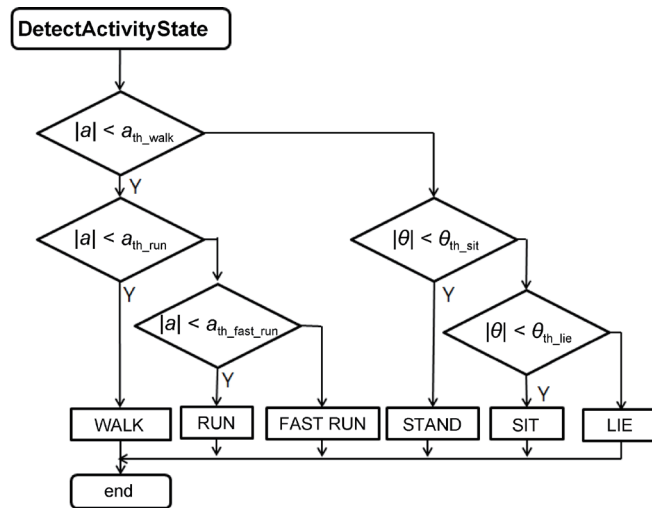 DetectActivityState
|a| < a_th_walk
Y
|a| < a_th_run
|θ| < θ_th_sit
Y
Y
|a| < a_th_fast_run
|θ| < θ_th_lie
Y
Y
WALK
RUN
FAST RUN
STAND
SIT
LIE
end